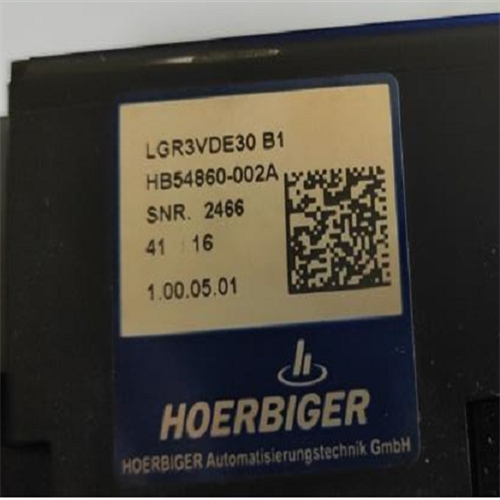 LGR3VDE30 B1
HB54860-002A
SNR. 2466
41 16
1.00.05.01
HOERBIGER
HOERBIGER Automatisierungstechnik GmbH